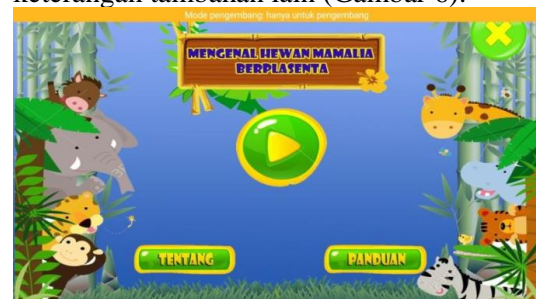 keterangan tambahan lain (Gambar 6).
Mode pengembang: hanya untuk pengembang
MENGENAL HEWAN MAMALIA
BERPLASENTA
TENTANG
PANDUAN